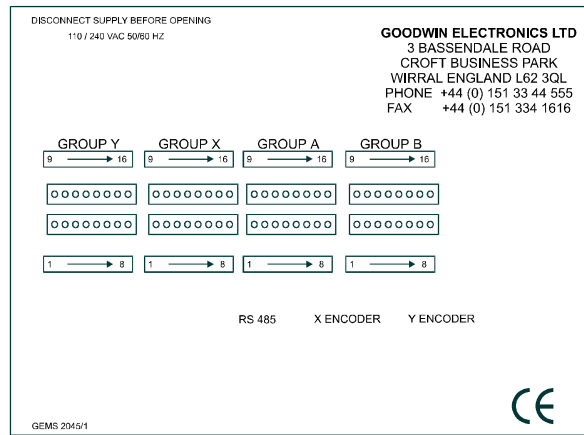 DISCONNECT SUPPLY BEFORE OPENING
110 / 240 VAC 50/60 HZ
GOODWIN ELECTRONICS LTD
3 BASSENDALE ROAD
CROFT BUSINESS PARK
WIRRAL ENGLAND L62 3QL
PHONE +44 (0) 151 33 44 555
FAX +44 (0) 151 334 1616
GROUP Y GROUP X GROUP A GROUP B
9 16 9 16 9 16 9 16
1 8 1 8 1 8 1 8
RS 485 X ENCODER Y ENCODER
CE
GEMS 2045/1